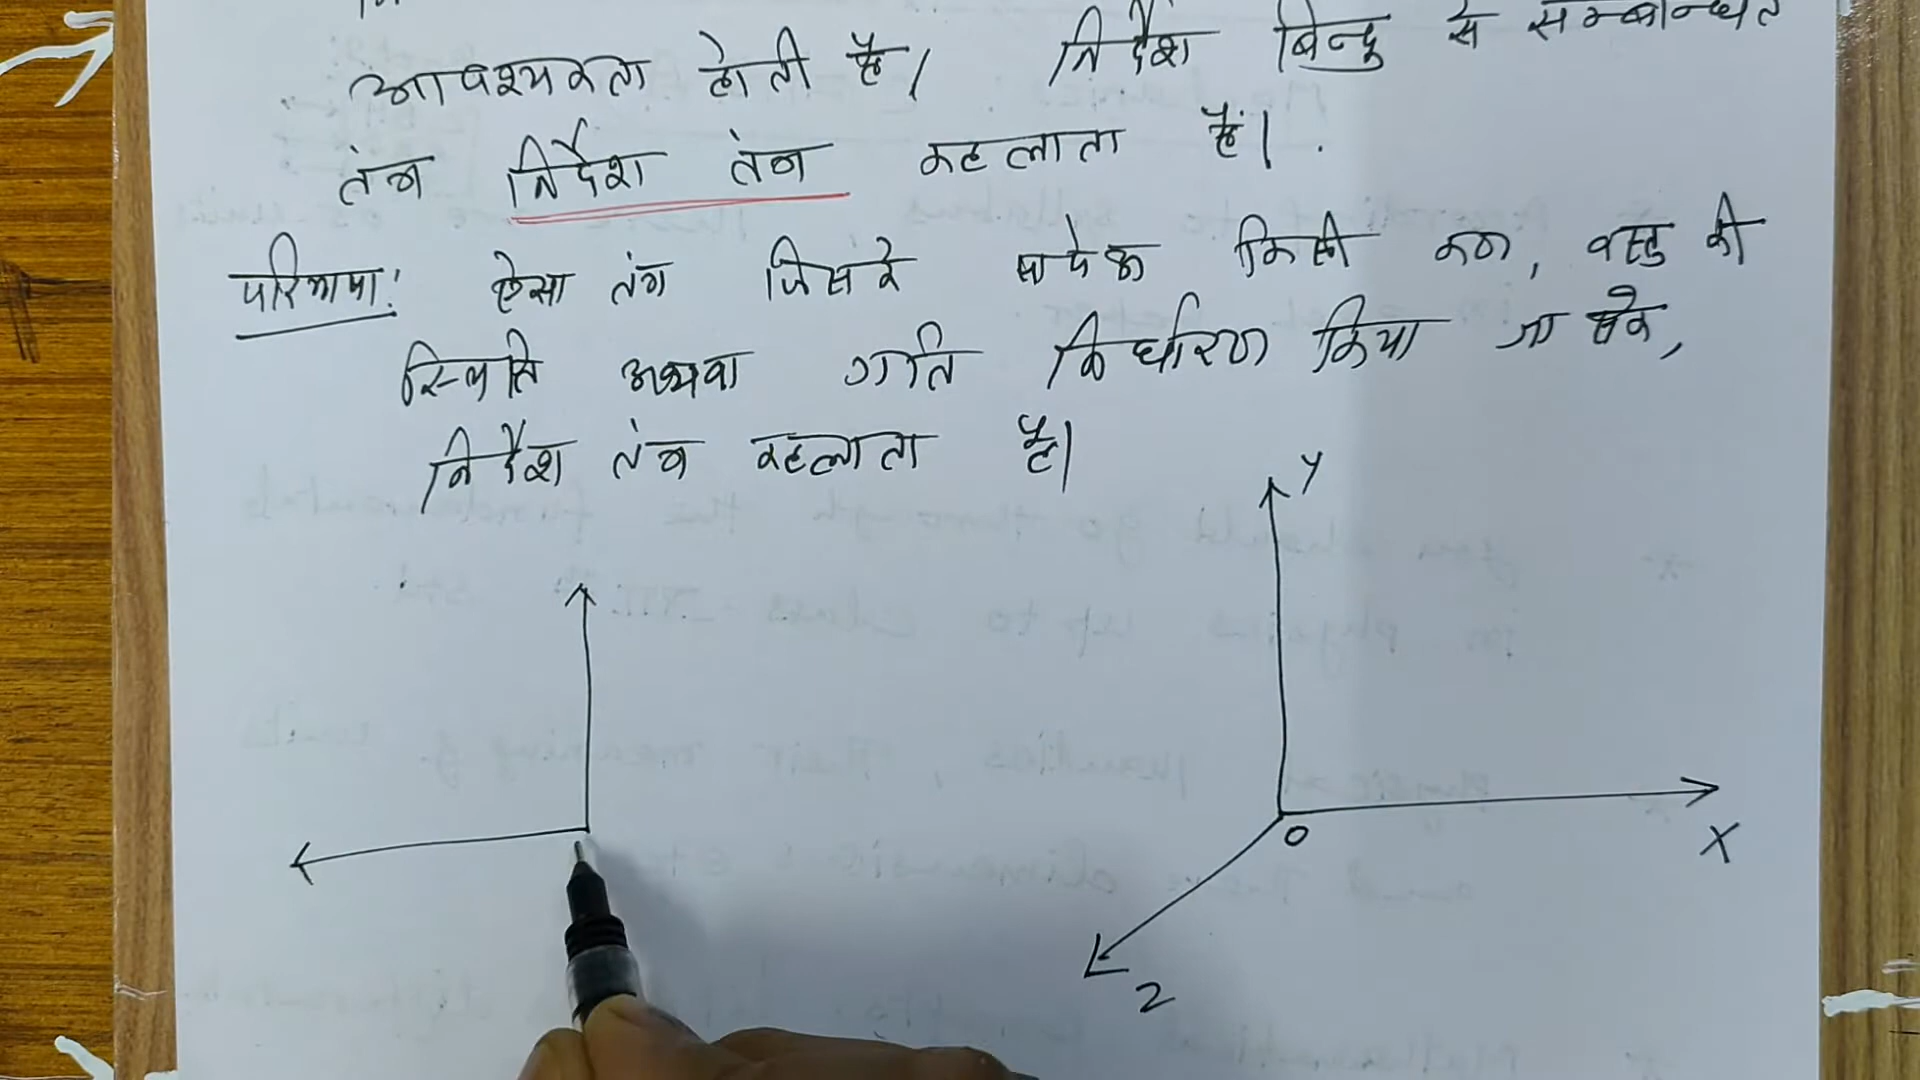 आवश्यकता होती है। निर्देश बिन्दु से सम्बन्धित
तंत्र निर्देश तंत्र कहलाता है।.
परिभाषा: ऐसा तंत्र जिसके सापेक्ष किसी कण, वस्तु की
स्थिति अथवा गति निर्धारण किया जा सके,
निर्देश तंत्र कहलाता है।
Y
O
X
Z